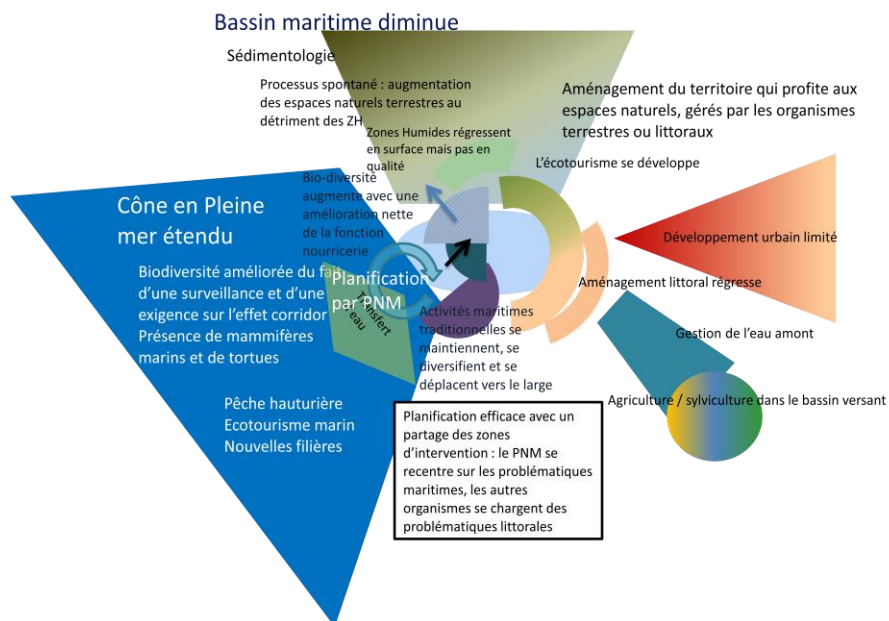 Bassin maritime diminue
Sédimentologie
Processus spontané : augmentation
des espaces naturels terrestres au
détriment des ZH
Zones Humides régressent
en surface mais pas en
qualité
Aménagement du territoire qui profite aux
espaces naturels, gérés par les organismes
terrestres ou littoraux
L'écotourisme se développe
Bio-diversité
augmente avec une
amélioration nette
de la fonction
nourricerie
Cône en Pleine
mer étendu
Biodiversité améliorée du fait
d'une surveillance et d'une
exigence sur l'effet corridor
Présence de mammifères
marins et de tortues
Planification
par PNM
Transfert
eau
Développement urbain limité
Aménagement littoral régresse
Gestion de l'eau amont
Activités maritimes
traditionnelles se
maintiennent, se
diversifient et se
déplacent vers le large
Agriculture / sylviculture dans le bassin versant
Pêche hauturière
Ecotourisme marin
Nouvelles filières
Planification efficace avec un
partage des zones
d'intervention : le PNM se
recentre sur les problématiques
maritimes, les autres
organismes se chargent des
problématiques littorales